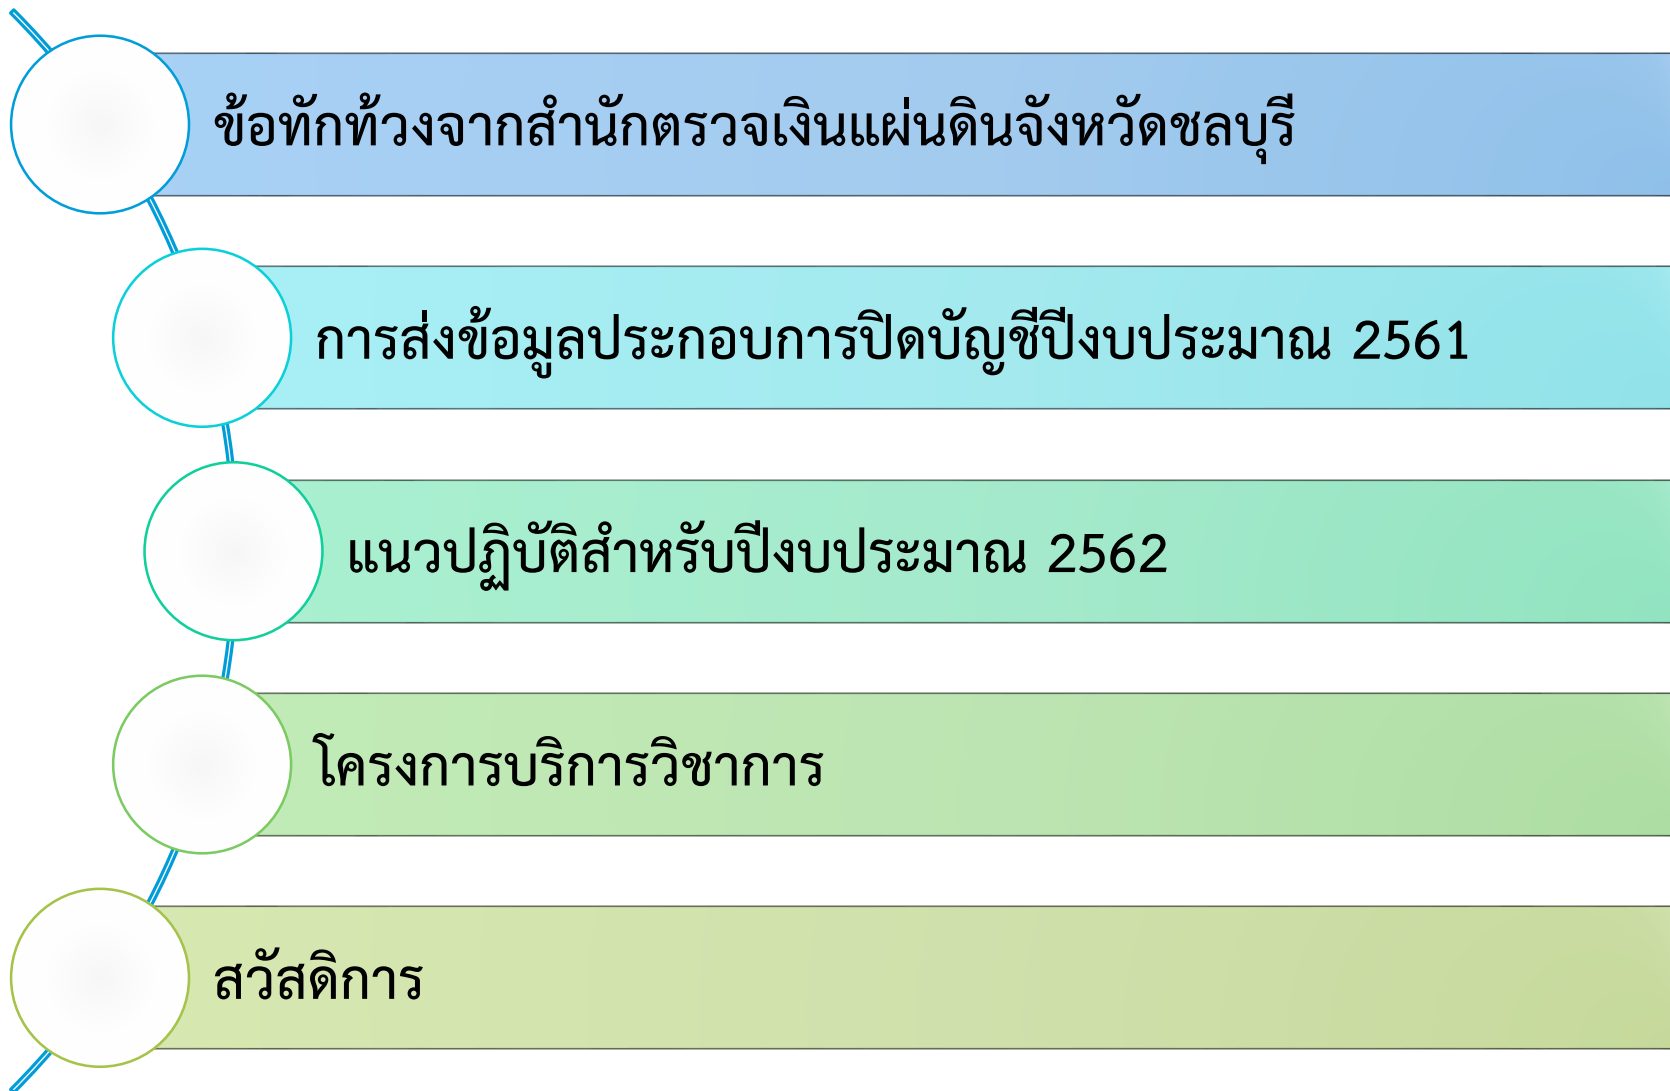 ข้อทักท้วงจากสำนักตรวจเงินแผ่นดินจังหวัดชลบุรี
การส่งข้อมูลประกอบการปิดบัญชีปีงบประมาณ 2561
แนวปฏิบัติสำหรับปีงบประมาณ 2562
โครงการบริการวิชาการ
สวัสดิการ